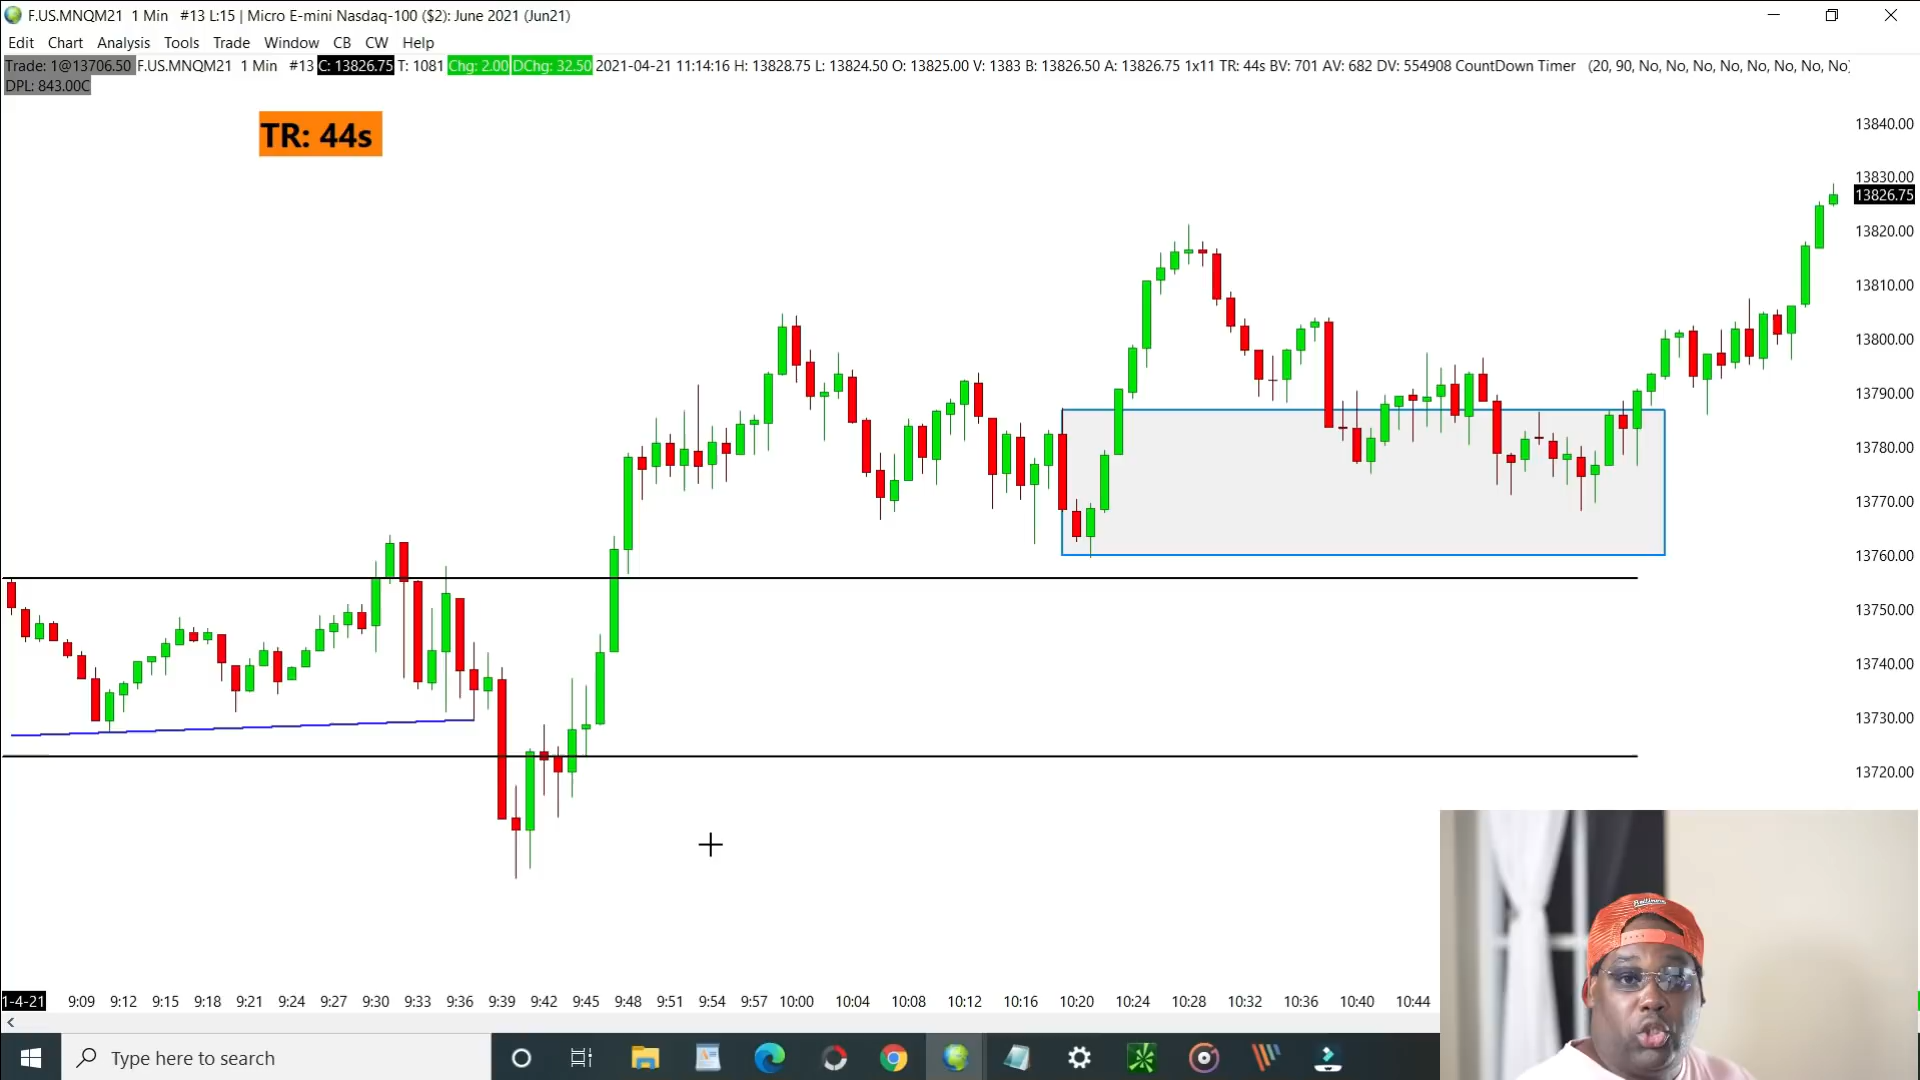 F.US.MNQM21 1 Min #13 L:15 | Micro E-mini Nasdaq-100 ($2): June 2021 (Jun21)
Edit Chart Analysis Tools Trade Window CB CW Help
Trade: 1@13706.50 F.US.MNQM21 1 Min #13 C: 13826.75 T: 1081 Chg: 2.00 DChg: 32.50 2021-04-21 11:14:16 H: 13828.75 L: 13824.50 O: 13825.00 V: 1383 B: 13826.50 A: 13826.75 1x11 TR: 44s BV: 701 AV: 682 DV: 554908 CountDown Timer (20, 90, No, No, No, No, No, No, No, No)
DPL: 843.00C
TR: 44s
13840.00
13830.00
13826.75
13820.00
13810.00
13800.00
13790.00
13780.00
13770.00
13760.00
13750.00
13740.00
13730.00
13720.00
1-4-21 9:09 9:12 9:15 9:18 9:21 9:24 9:27 9:30 9:33 9:36 9:39 9:42 9:45 9:48 9:51 9:54 9:57 10:00 10:04 10:08 10:12 10:16 10:20 10:24 10:28 10:32 10:36 10:40 10:44
Type here to search